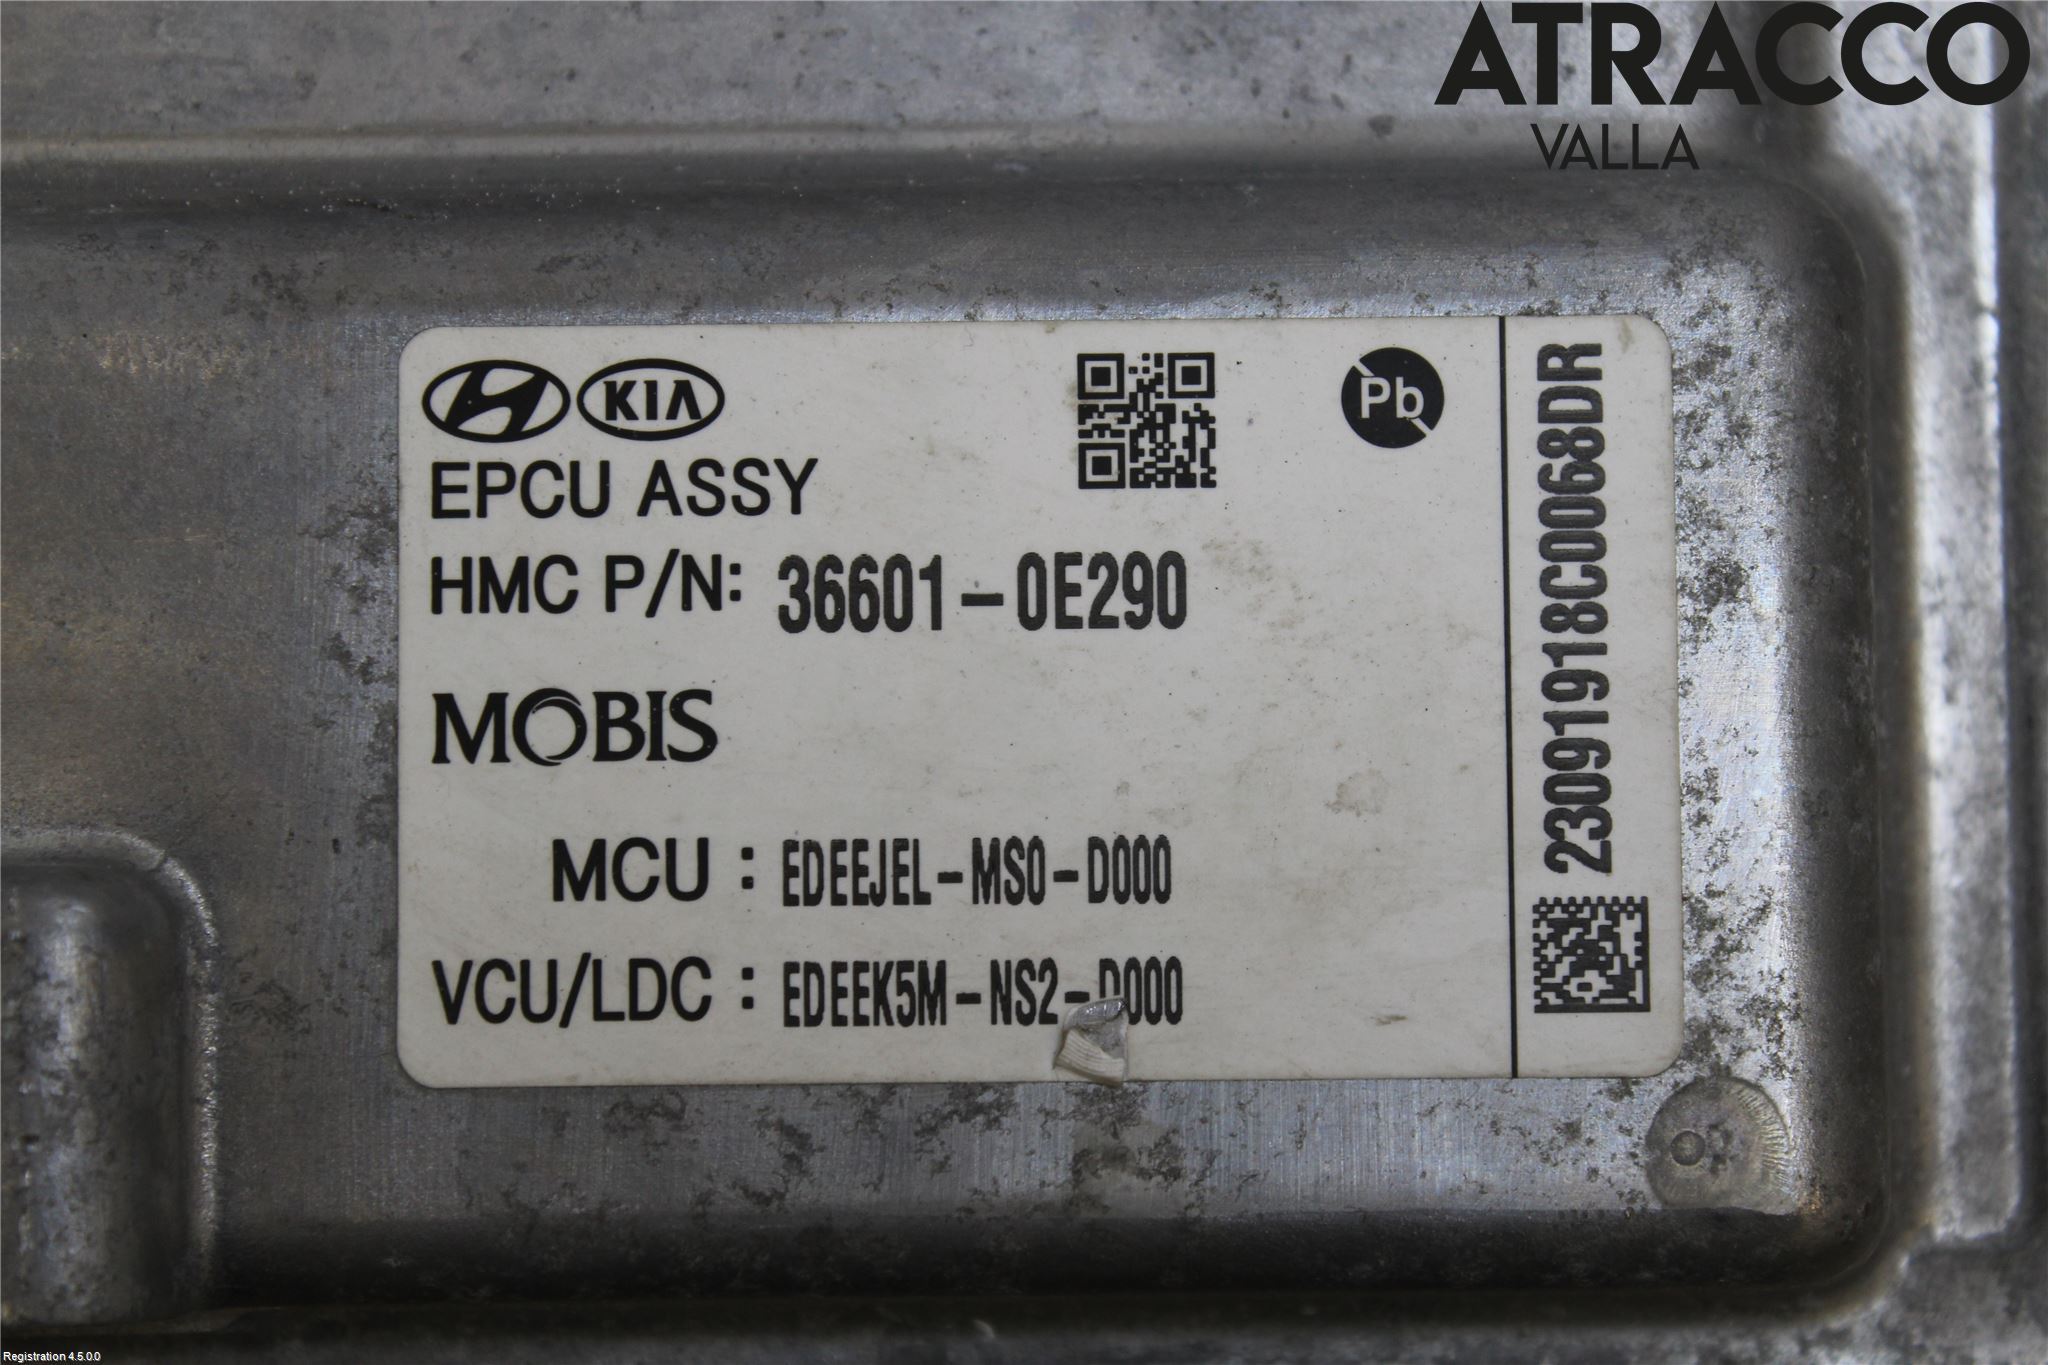 ATRACCO
VALLA
KIA
Pb
EPCU ASSY
HMC P/N: 36601-0E290
MOBIS
MCU : EDEEJEL-MS0-D000
VCU/LDC : EDEEK5M-NS2-D000
2309191918C0068DR
Registration 4.5.0.0